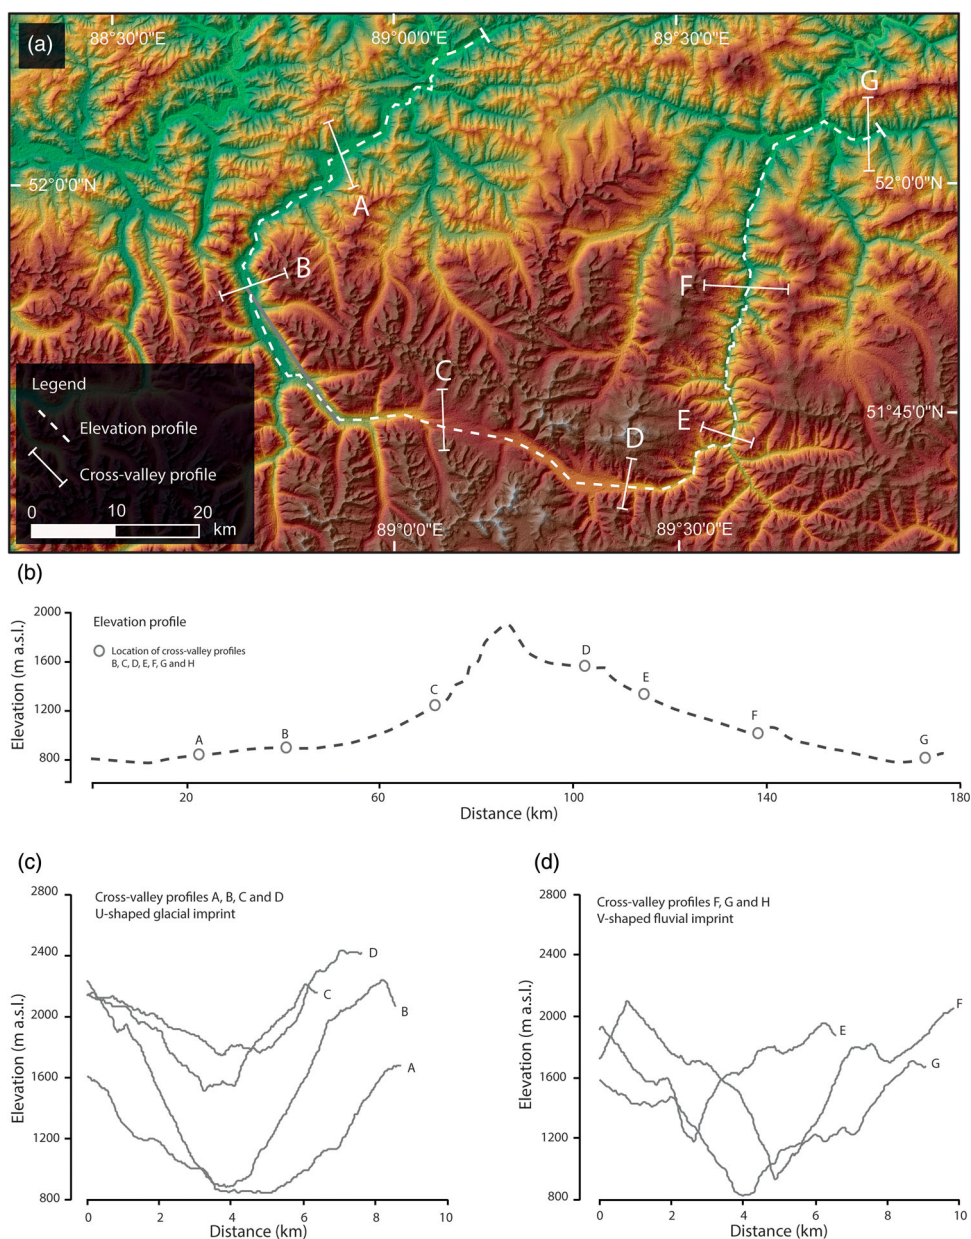 (a)
88°30'0"E
89°00'0"E
89°30'0"E
G
52°0'0"N
52°0'0"N
A
B
F
C
51°45'0"N
E
D
Legend
Elevation profile
Cross-valley profile
0 10 20
km
89°0'0"E
89°30'0"E
(b)
2000
1600
1200
800
Elevation (m a.s.l.)
Elevation profile
Location of cross-valley profiles
B, C, D, E, F, G and H
A
B
C
D
E
F
G
20 60 100 140 180
Distance (km)
(c)
2800
2400
2000
1600
1200
800
Elevation (m a.s.l.)
Cross-valley profiles A, B, C and D
U-shaped glacial imprint
D
C
B
A
0 2 4 6 8 10
Distance (km)
(d)
2800
2400
2000
1600
1200
800
Elevation (m a.s.l.)
Cross-valley profiles F, G and H
V-shaped fluvial imprint
F
E
G
0 2 4 6 8 10
Distance (km)